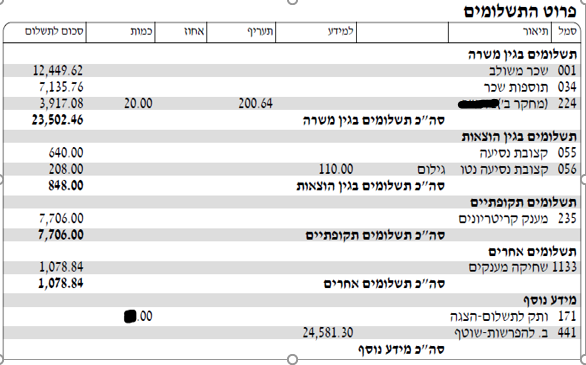 פרוט התשלומים
סמל תיאור למידע תעריף אחוז כמות סכום לתשלום
תשלומים בגין משרה
001 שכר משולב 12,449.62
034 תוספות שכר 7,135.76
224 (מחקר ב') 200.64 20.00 3,917.08
סה"כ תשלומים בגין משרה 23,502.46
תשלומים בגין הוצאות
055 קצובת נסיעה 640.00
056 קצובת נסיעה נטו גילום 110.00 208.00
סה"כ תשלומים בגין הוצאות 848.00
תשלומים תקופתיים
235 מענק קריטריונים 7,706.00
סה"כ תשלומים תקופתיים 7,706.00
תשלומים אחרים
1133 שחיקה מענקים 1,078.84
סה"כ תשלומים אחרים 1,078.84
מידע נוסף
171 ותק לתשלום-הצגה .00
441 ב. להפרשות-שוטף 24,581.30
סה"כ מידע נוסף